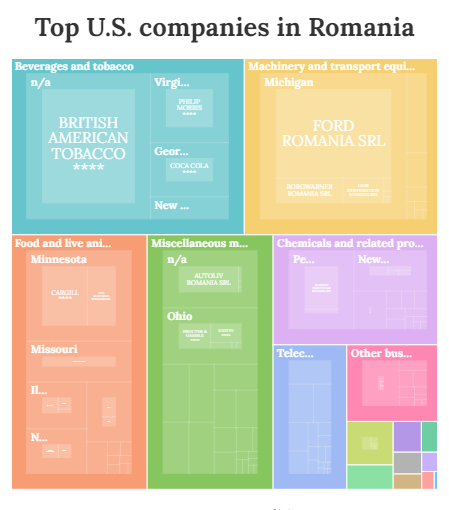 Top U.S. companies in Romania
Beverages and tobacco
n/a
BRITISH
AMERICAN
TOBACCO
****
Virgi...
PHILIP
MORRIS
****
Geor...
COCA COLA
****
New ...
Machinery and transport equi...
Michigan
FORD
ROMANIA SRL
BORGWARNER
ROMANIA SRL
Food and live ani...
Minnesota
CARGILL
****
Missouri
Il...
N...
Miscellaneous m...
n/a
AUTOLIV
ROMANIA SRL
Ohio
PROCTER &
GAMBLE
****
Chemicals and related pro...
Pe...
New...
Telec...
Other bus...